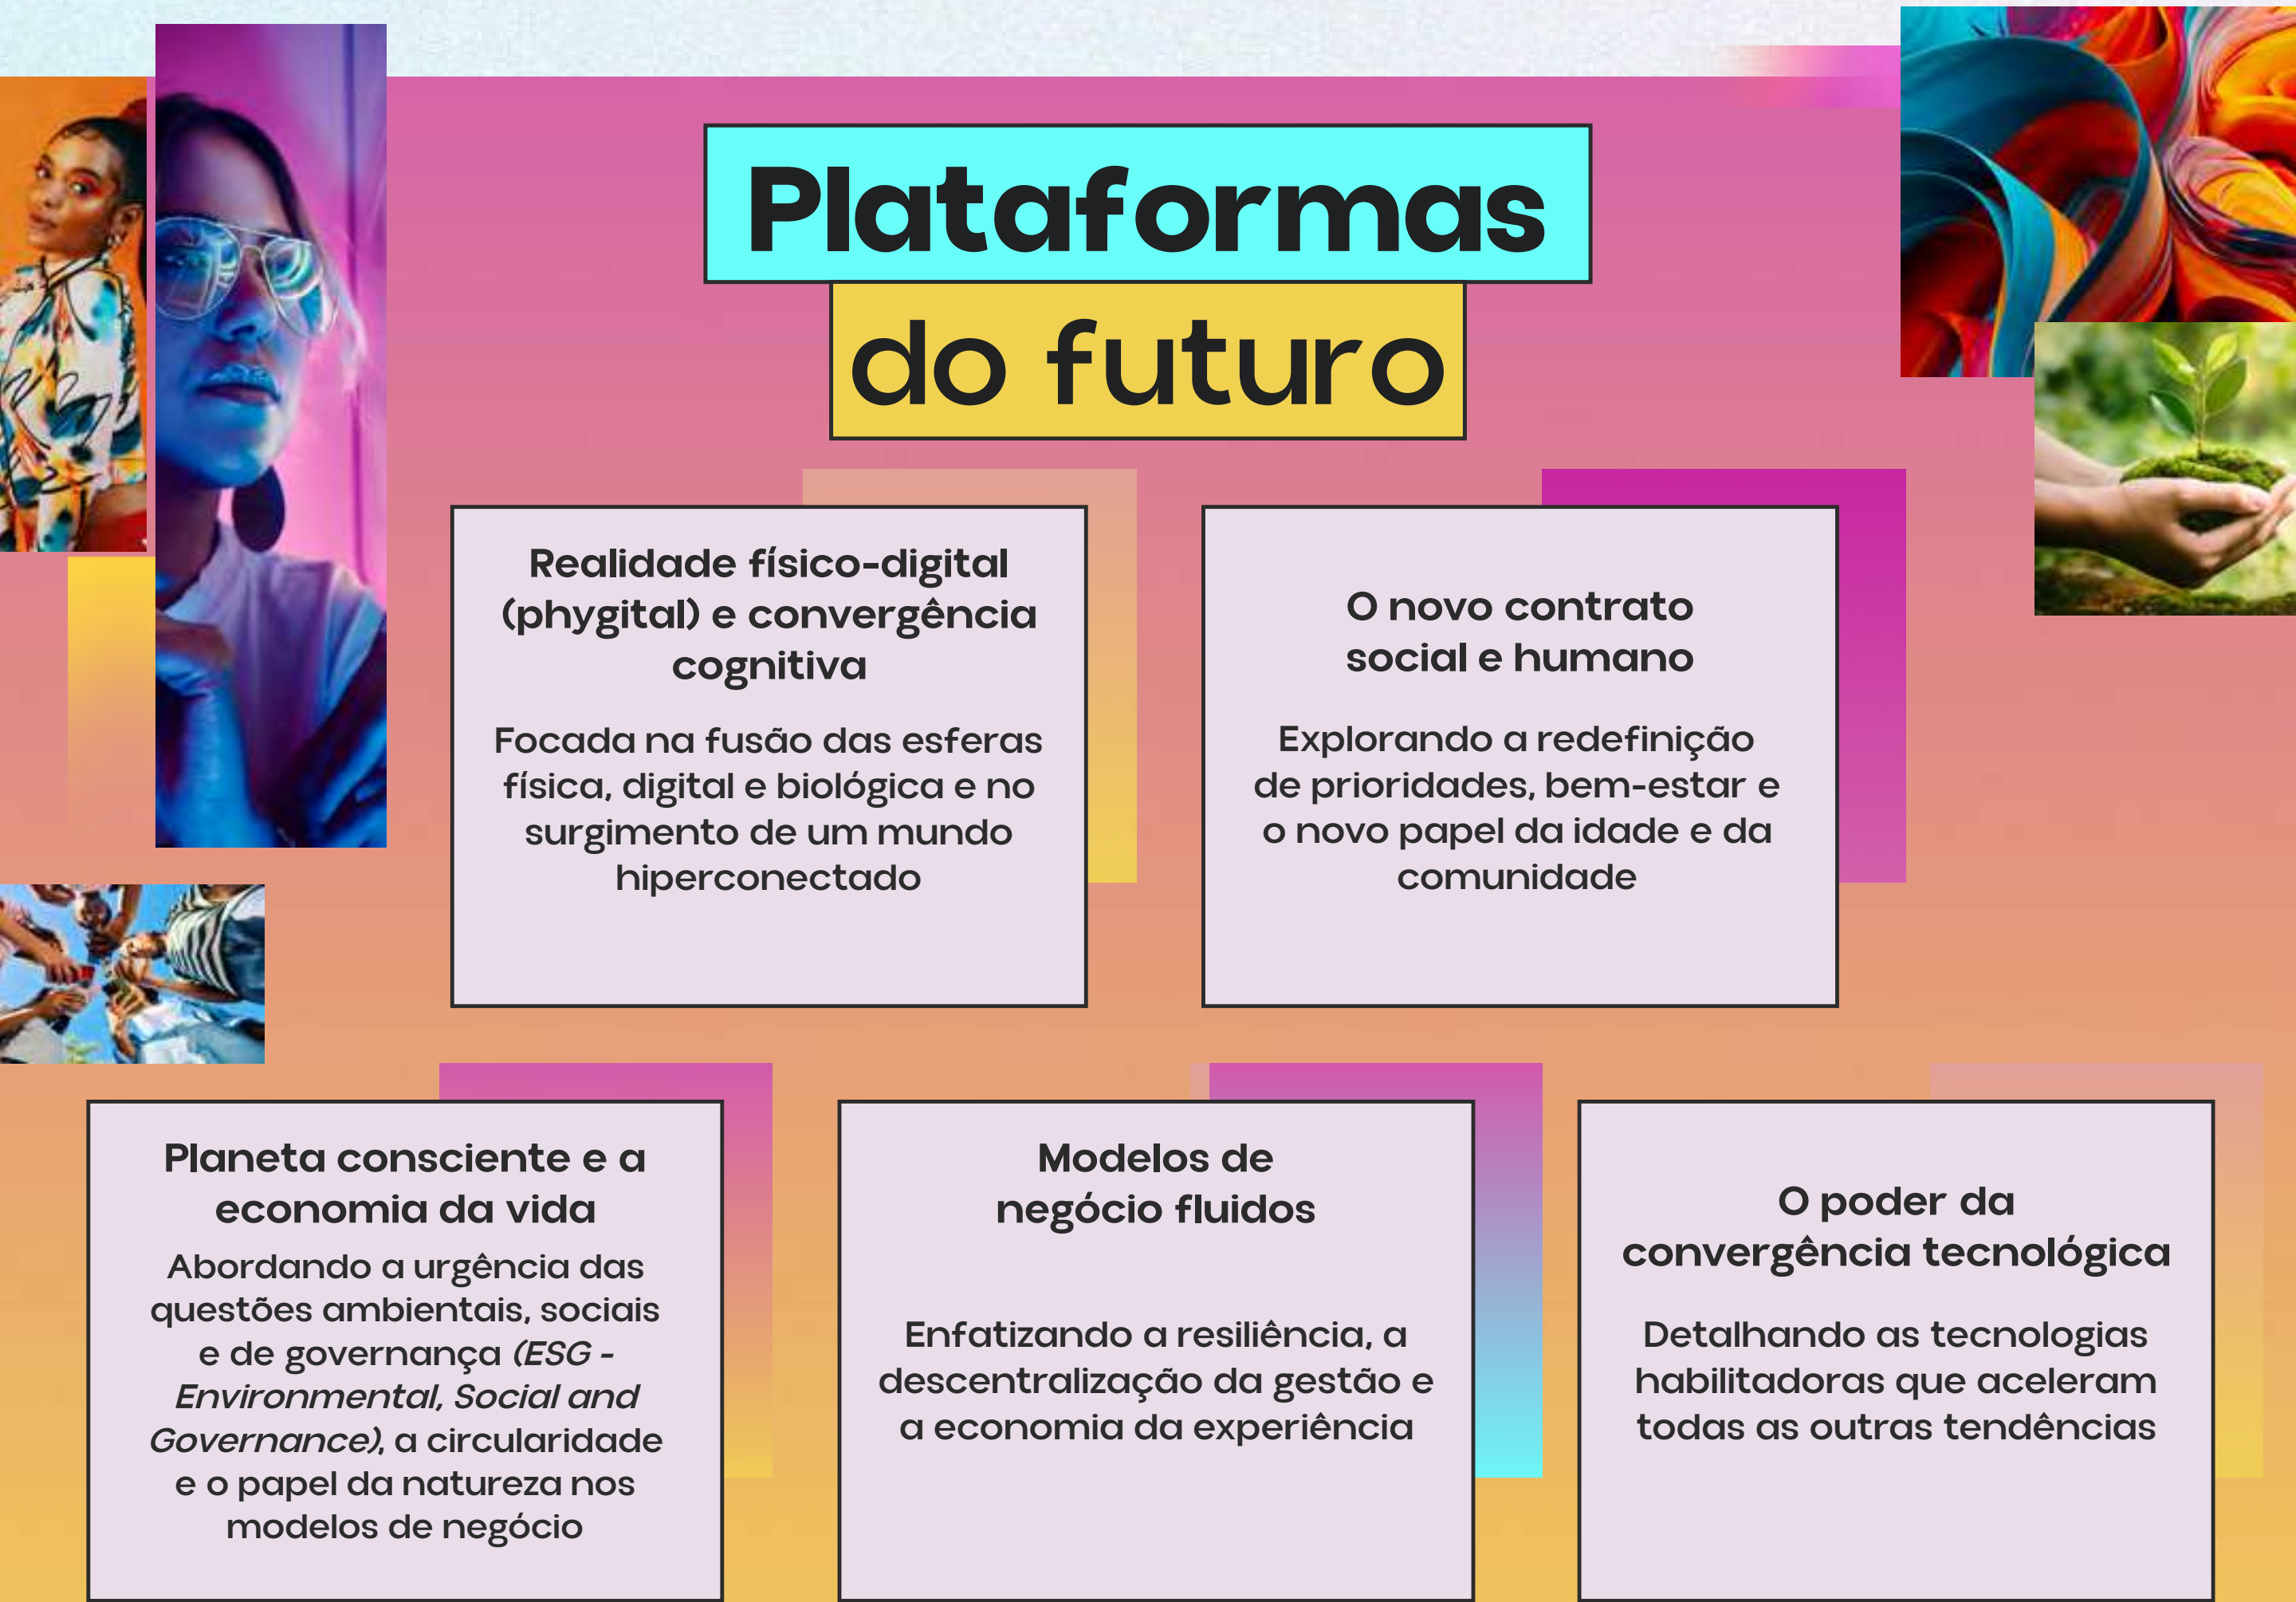 Plataformas
do futuro
Realidade físico-digital
(phygital) e convergência
cognitiva
Focada na fusão das esferas
física, digital e biológica e no
surgimento de um mundo
hiperconectado
O novo contrato
social e humano
Explorando a redefinição
de prioridades, bem-estar e
o novo papel da idade e da
comunidade
Planeta consciente e a
economia da vida
Abordando a urgência das
questões ambientais, sociais
e de governança (ESG -
Environmental, Social and
Governance), a circularidade
e o papel da natureza nos
modelos de negócio
Modelos de
negócio fluidos
Enfatizando a resiliência, a
descentralização da gestão e
a economia da experiência
O poder da
convergência tecnológica
Detalhando as tecnologias
habilitadoras que aceleram
todas as outras tendências